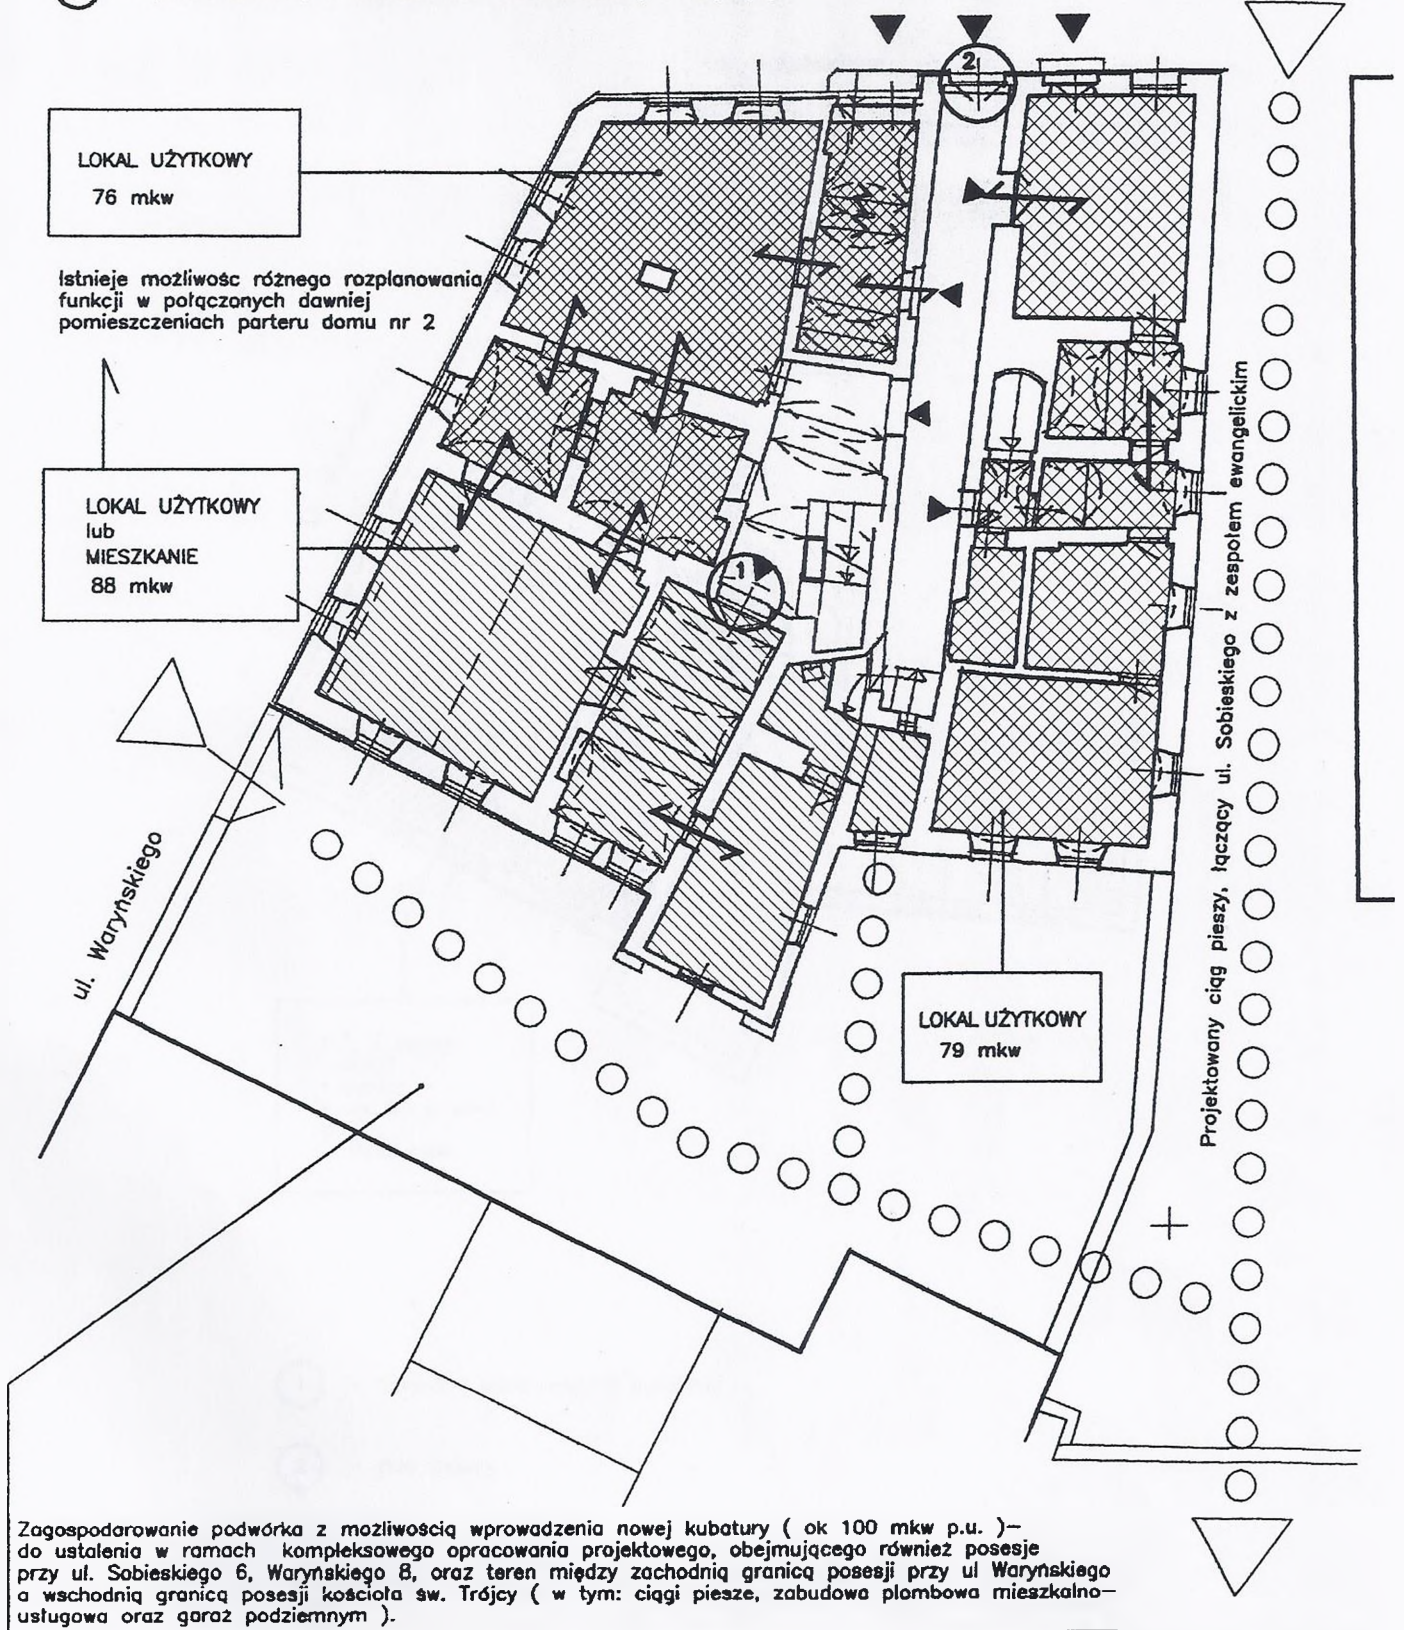 2
LOKAL UŻYTKOWY
76 mkw
Istnieje możliwośc różnego rozplanowania
funkcji w połączonych dawniej
pomieszczeniach parteru domu nr 2
LOKAL UŻYTKOWY
lub
MIESZKANIE
88 mkw
1
ul. Waryńskiego
LOKAL UŻYTKOWY
79 mkw
Projektowany ciąg pieszy, łączący ul. Sobieskiego z zespołem ewangelickim
Zagospodarowanie podwórka z możliwością wprowadzenia nowej kubatury ( ok 100 mkw p.u. )–
do ustalenia w ramach kompleksowego opracowania projektowego, obejmującego również posesje
przy ul. Sobieskiego 6, Waryńskiego 8, oraz teren między zachodnią granicą posesji przy ul Waryńskiego
a wschodnią granicą posesji kościoła św. Trójcy ( w tym: ciągi piesze, zabudowa plombowa mieszkalno–
usługowa oraz garaż podziemnym ).